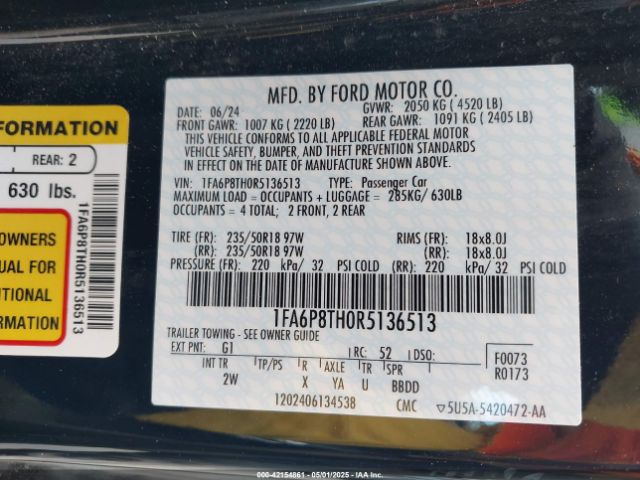 FORMATION
REAR: 2
630 lbs.
OWNERS
UAL FOR
ITIONAL
FORMATION
1FA6P8TH0R5136513
MFD. BY FORD MOTOR CO.
DATE: 06/24 GVWR: 2050 KG ( 4520 LB)
FRONT GAWR: 1007 KG ( 2220 LB) REAR GAWR: 1091 KG ( 2405 LB)
THIS VEHICLE CONFORMS TO ALL APPLICABLE FEDERAL MOTOR
VEHICLE SAFETY, BUMPER, AND THEFT PREVENTION STANDARDS
IN EFFECT ON THE DATE OF MANUFACTURE SHOWN ABOVE.
VIN: 1FA6P8TH0R5136513 TYPE: Passenger Car
MAXIMUM LOAD = OCCUPANTS + LUGGAGE = 285KG/ 630LB
OCCUPANTS = 4 TOTAL; 2 FRONT, 2 REAR
TIRE (FR): 235/50R18 97W RIMS (FR): 18x8.0J
(RR): 235/50R18 97W (RR): 18x8.0J
PRESSURE (FR): 220 kPa/ 32 PSI COLD (RR): 220 kPa/ 32 PSI COLD
1FA6P8TH0R5136513
TRAILER TOWING - SEE OWNER GUIDE
EXT PNT: G1 RC: 52 DSO: F0073
INT TR TP/PS R AXLE TR SPR R0173
2W X YA U BBDD
1202406134538 CMC ▽5U5A-5420472-AA
000-42154861 - 05/01/2025 - IAA Inc.